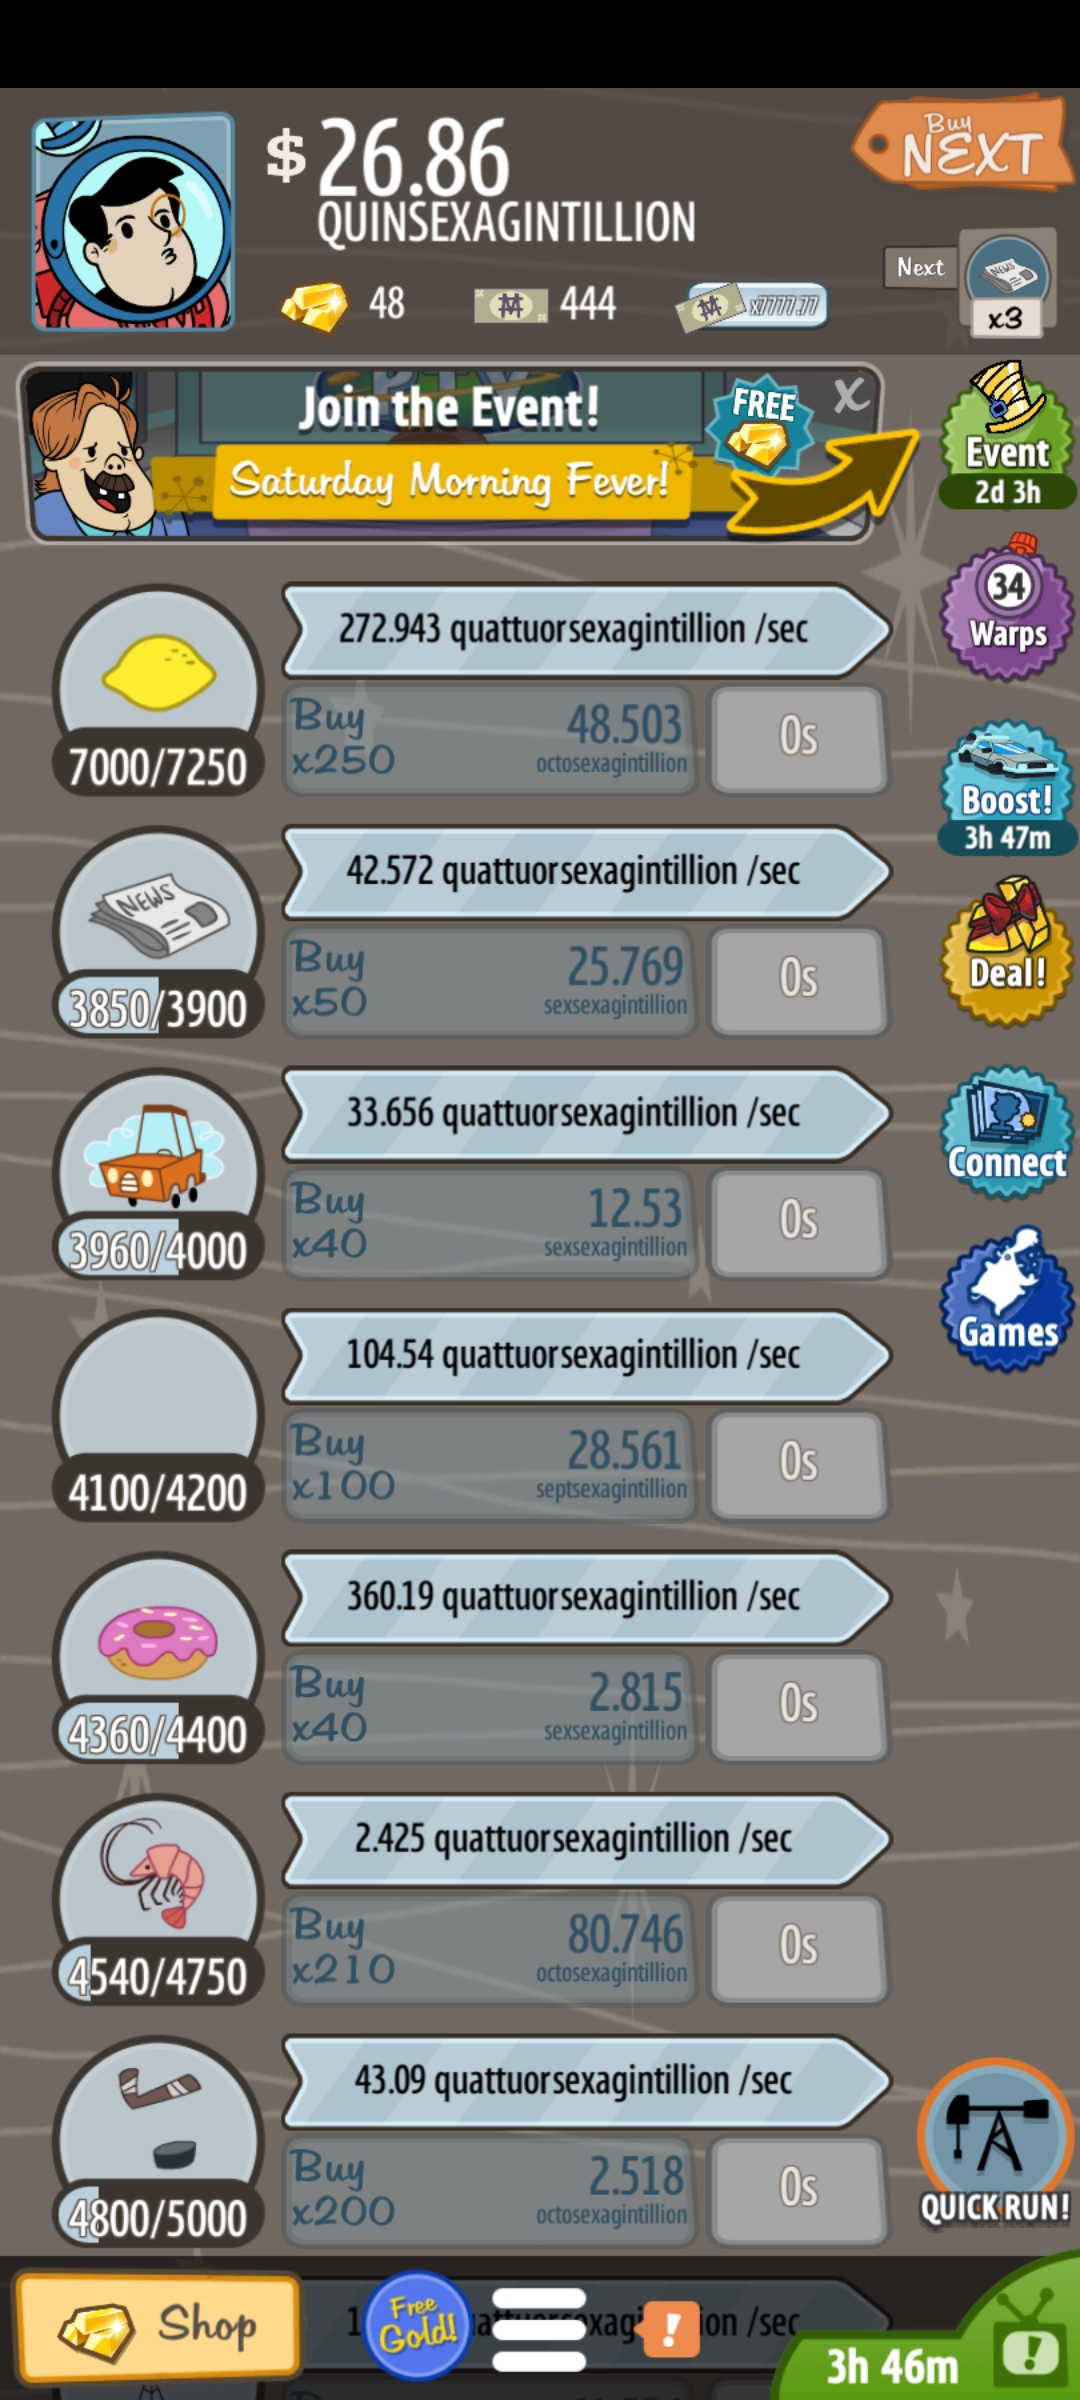 $ 26.86
QUINSEXAGINTILLION
Buy
NEXT
48
444
x7777.77
Next
NEWS
x3
Join the Event!
Saturday Morning Fever!
FREE
X
Event
2d 3h
34
Warps
272.943 quattuorsexagintillion /sec
7000/7250
Buy
x250
48.503
octosexagintillion
0s
Boost!
3h 47m
NEWS
42.572 quattuorsexagintillion /sec
3850/3900
Buy
x50
25.769
sexsexagintillion
0s
Deal!
33.656 quattuorsexagintillion /sec
3960/4000
Buy
x40
12.53
sexsexagintillion
0s
Connect
Games
104.54 quattuorsexagintillion /sec
4100/4200
Buy
x100
28.561
septsexagintillion
0s
360.19 quattuorsexagintillion /sec
4360/4400
Buy
x40
2.815
sexsexagintillion
0s
2.425 quattuorsexagintillion /sec
4540/4750
Buy
x210
80.746
octosexagintillion
0s
43.09 quattuorsexagintillion /sec
4800/5000
Buy
x200
2.518
octosexagintillion
0s
QUICK RUN!
Shop
Free
Gold!
!
/sec
3h 46m
!